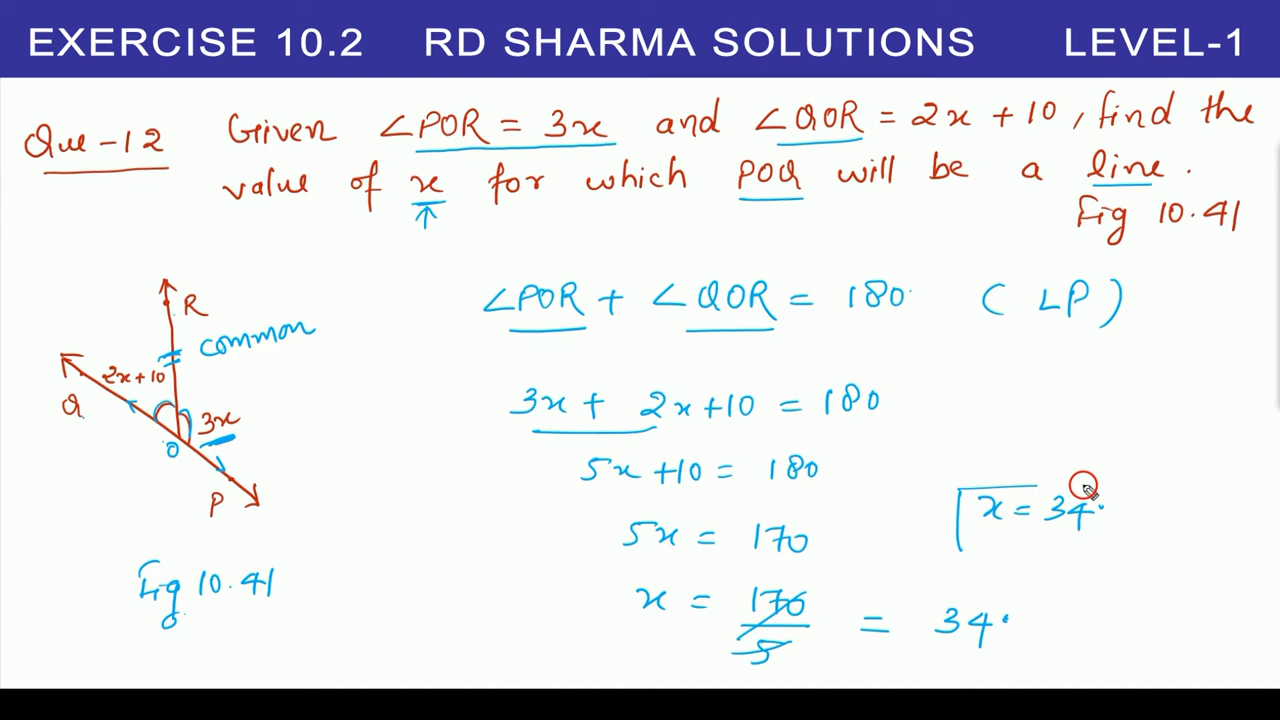 EXERCISE 10.2 RD SHARMA SOLUTIONS LEVEL-1
Que-12 Given ∠POR = 3x and ∠QOR = 2x + 10, find the
value of x for which POQ will be a line.
Fig 10.41
R
common
2x+10
Q
3x
O
P
Fig 10.41
∠POR + ∠QOR = 180° (LP)
3x + 2x+10 = 180
5x +10 = 180
5x = 170
x = 170/5 = 34°
x = 34°